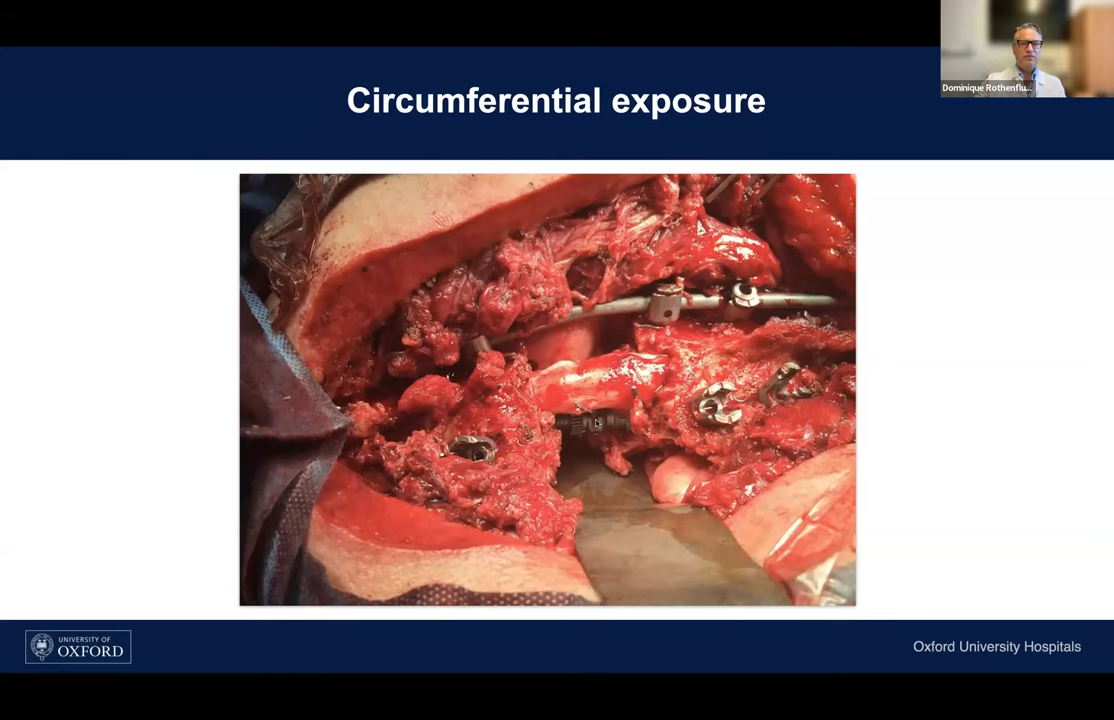 Circumferential exposure
Dominique Rothenflu...
UNIVERSITY OF
OXFORD
Oxford University Hospitals